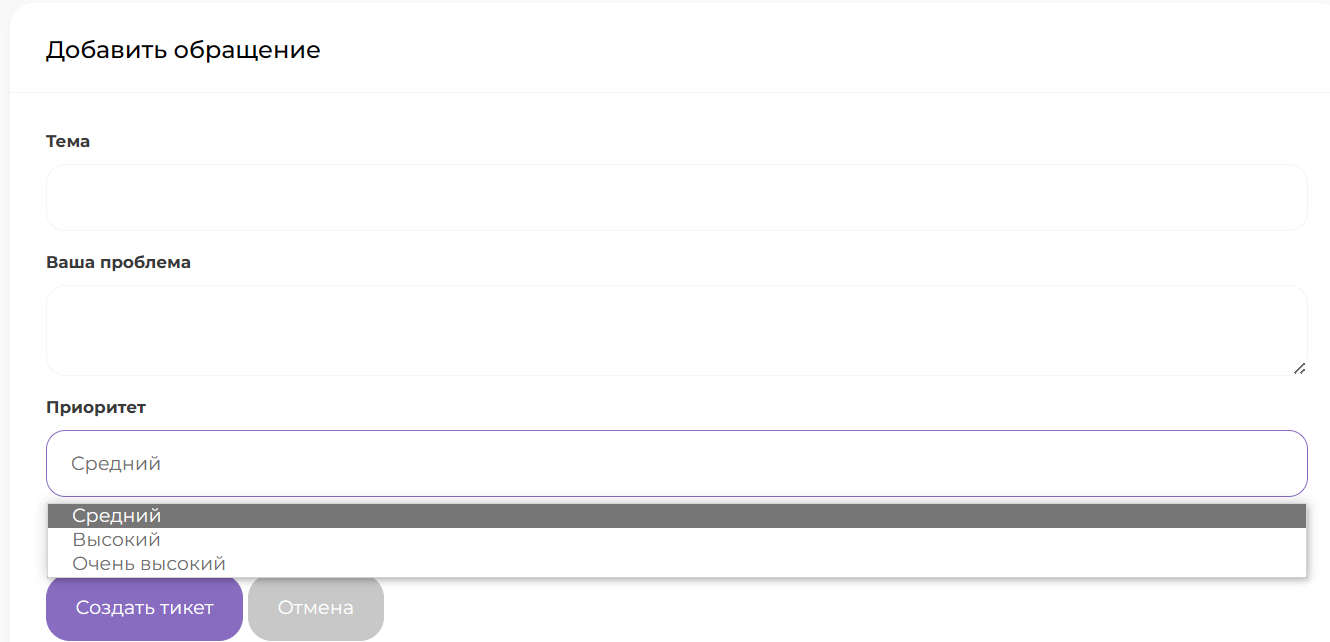 Добавить обращение
Тема
Ваша проблема
Приоритет
Средний
Средний
Высокий
Очень высокий
Создать тикет Отмена